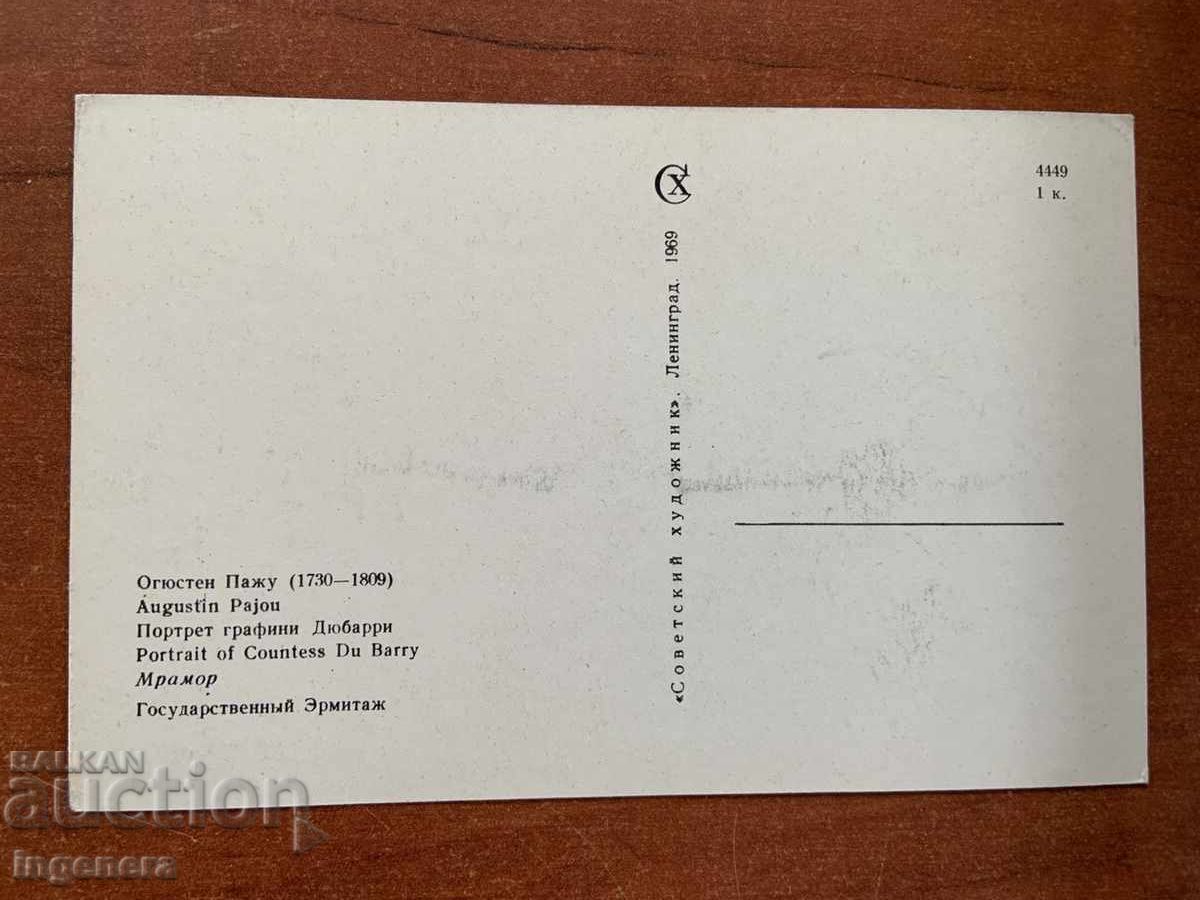 СХ
4449
1 к.
«Советский художник». Ленинград. 1969
Огюстен Пажу (1730—1809)
Augustin Pajou
Портрет графини Дюбарри
Portrait of Countess Du Barry
Мрамор
Государственный Эрмитаж
BALKAN
auction
ingenera